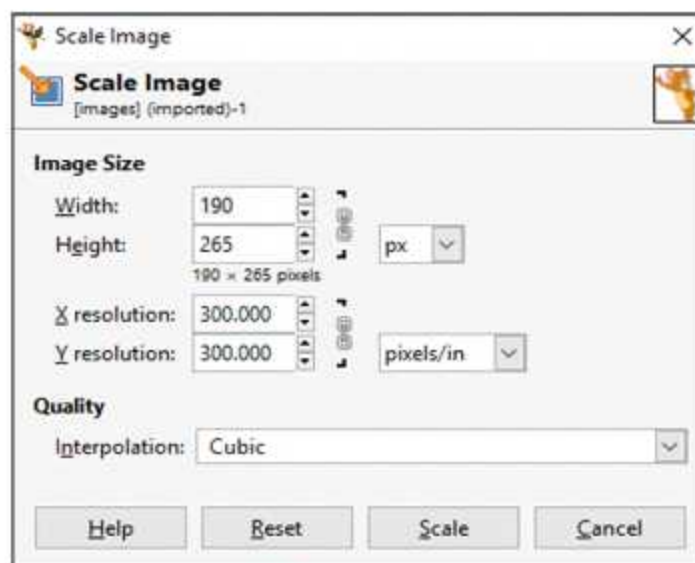 Scale Image
Scale Image
[images] (imported)-1
Image Size
Width: 190
Height: 265 px
190 × 265 pixels
X resolution: 300.000
Y resolution: 300.000 pixels/in
Quality
Interpolation: Cubic
Help Reset Scale Cancel